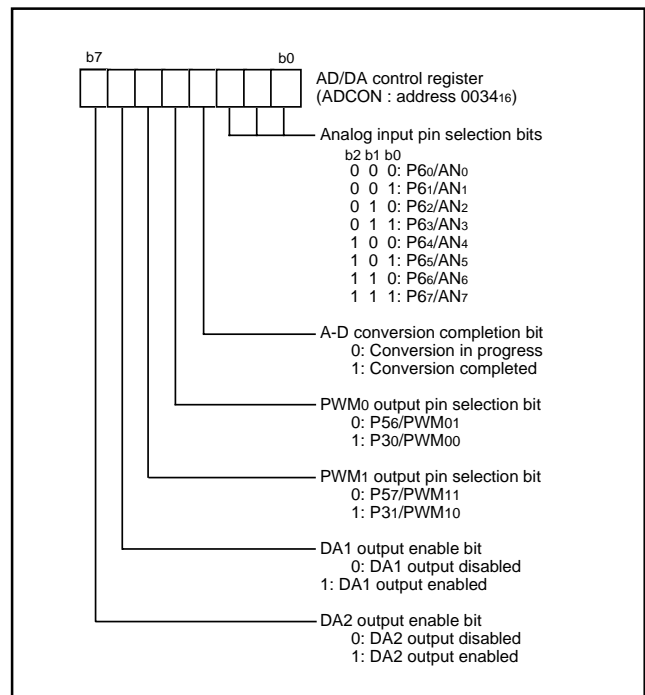 b7 b0
AD/DA control register
(ADCON : address 003416)
Analog input pin selection bits
b2 b1 b0
0 0 0: P60/AN0
0 0 1: P61/AN1
0 1 0: P62/AN2
0 1 1: P63/AN3
1 0 0: P64/AN4
1 0 1: P65/AN5
1 1 0: P66/AN6
1 1 1: P67/AN7
A-D conversion completion bit
0: Conversion in progress
1: Conversion completed
PWM0 output pin selection bit
0: P56/PWM01
1: P30/PWM00
PWM1 output pin selection bit
0: P57/PWM11
1: P31/PWM10
DA1 output enable bit
0: DA1 output disabled
1: DA1 output enabled
DA2 output enable bit
0: DA2 output disabled
1: DA2 output enabled